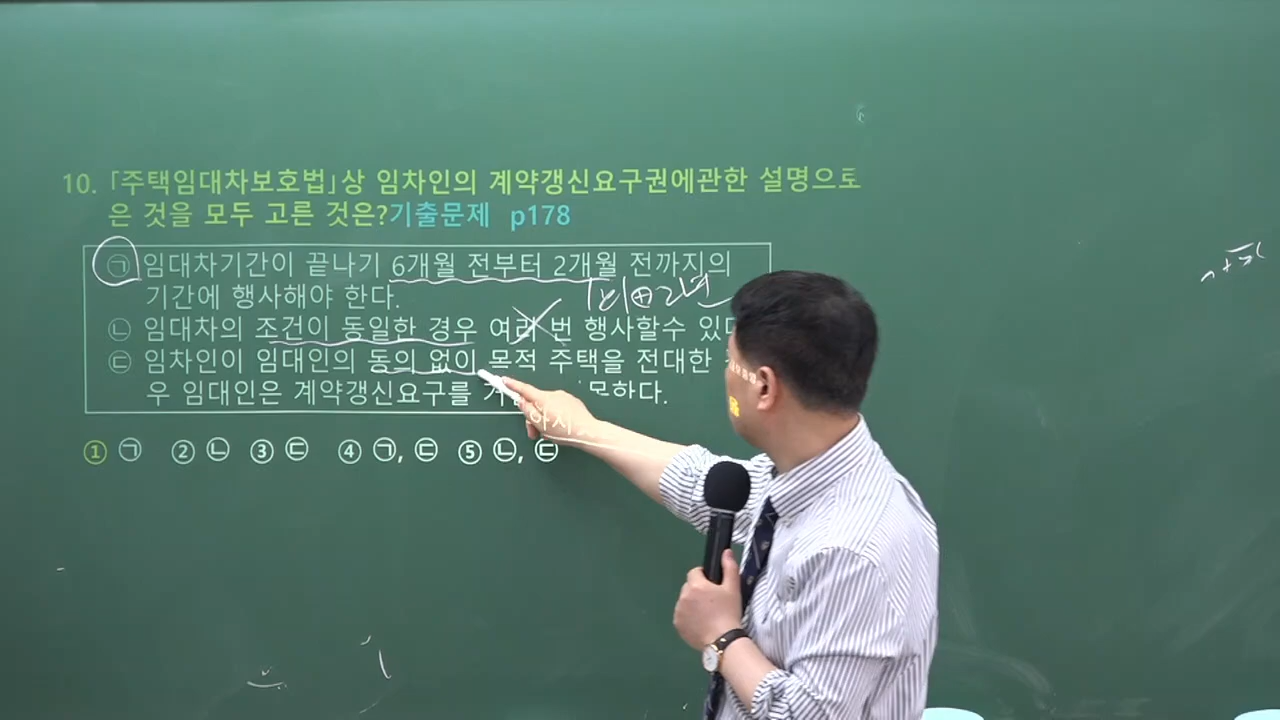 10. 「주택임대차보호법」상 임차인의 계약갱신요구권에관한 설명으로
은 것을 모두 고른 것은?기출문제 p178
㉠ 임대차기간이 끝나기 6개월 전부터 2개월 전까지의
기간에 행사해야 한다.
1회⊕2년
㉡ 임대차의 조건이 동일한 경우 여러 번 행사할수 있
㉢ 임차인이 임대인의 동의 없이 목적 주택을 전대한
우 임대인은 계약갱신요구를
① ㉠ ② ㉡ ③ ㉢ ④ ㉠, ㉢ ⑤ ㉡, ㉢